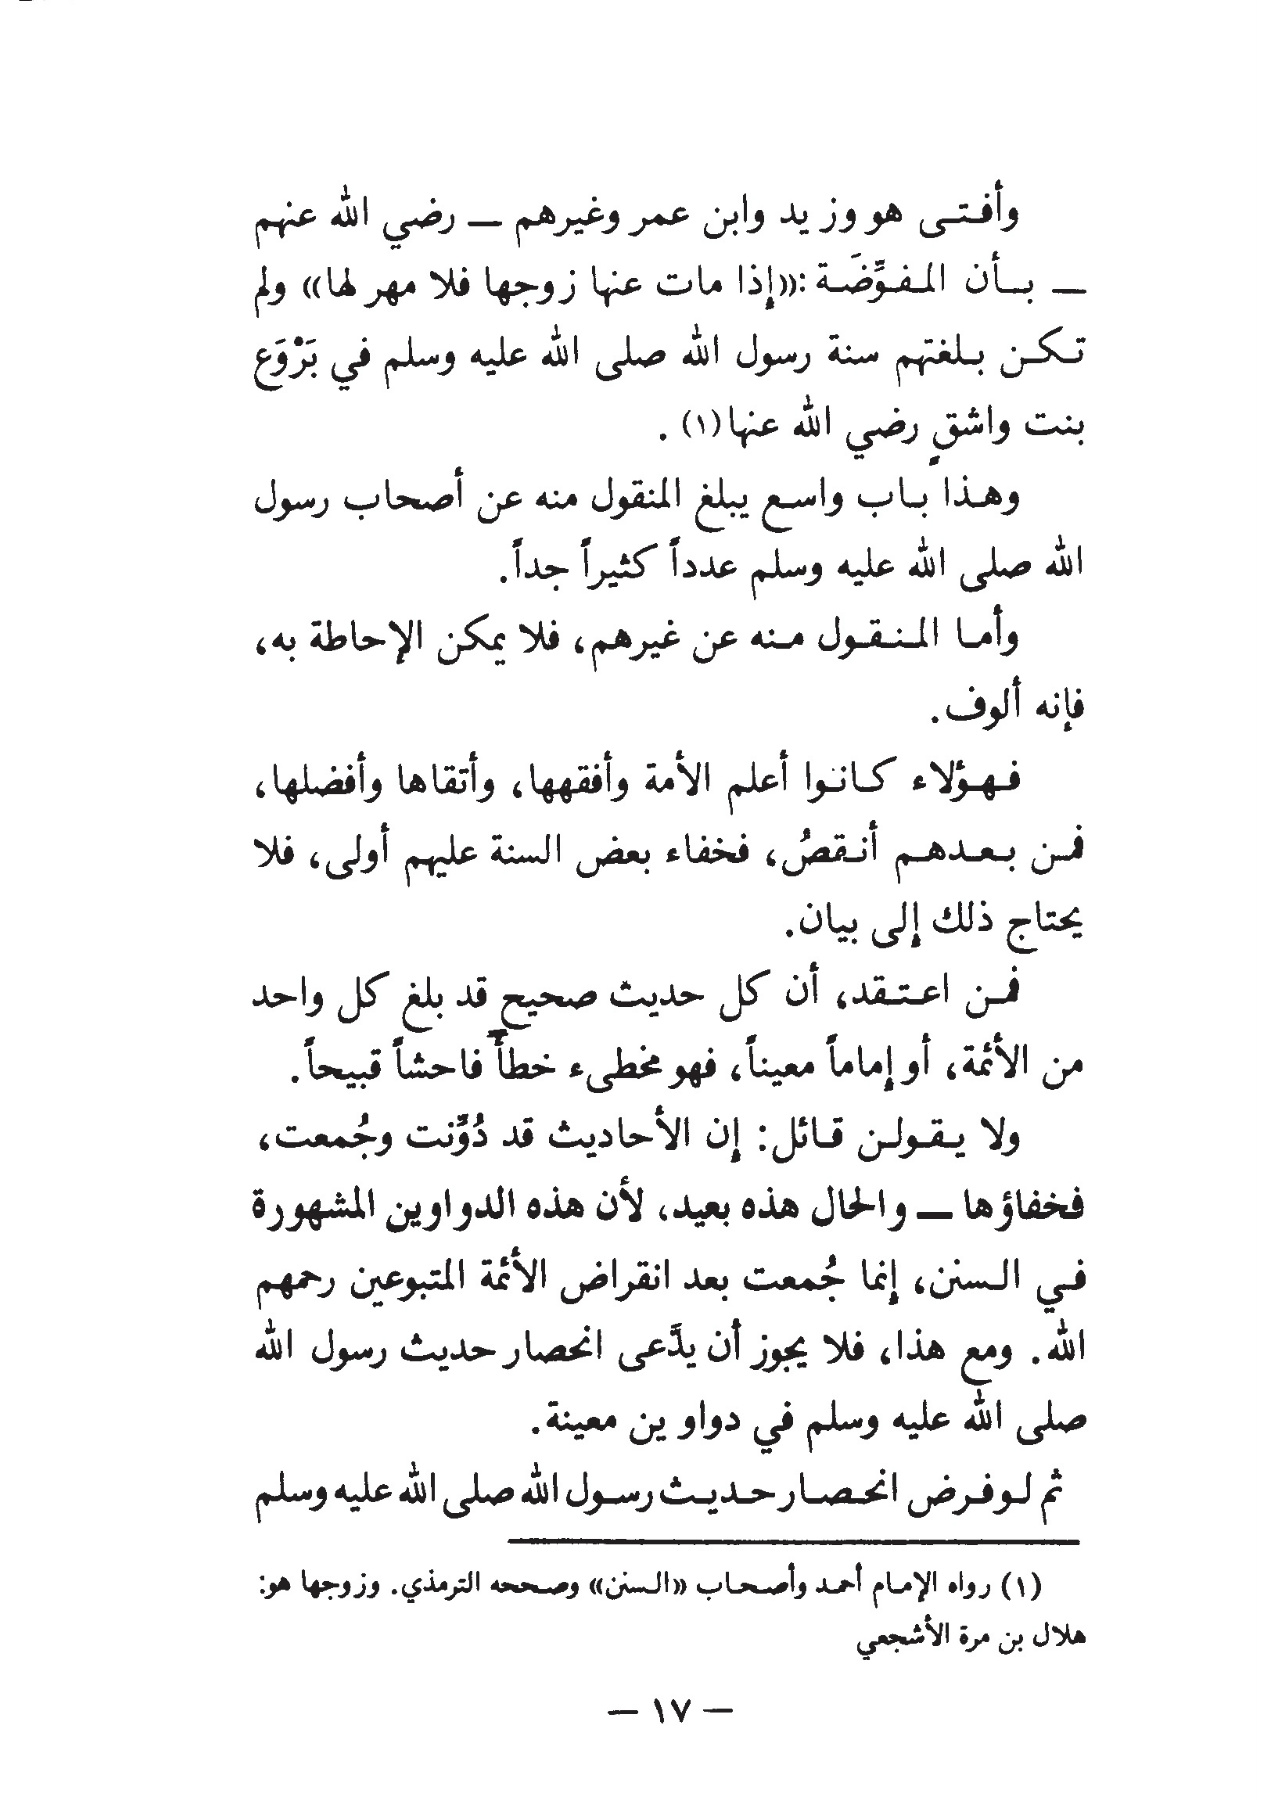 وأفتى هو وزيد وابن عمر وغيرهم — رضي الله عنهم
— بأن المفوِّضَة: «إذا مات عنها زوجها فلا مهر لها» ولم
تكن بلغتهم سنة رسول الله صلى الله عليه وسلم في بَرْوَع
بنت واشقٍ رضي الله عنها(١) .
وهذا باب واسع يبلغ المنقول منه عن أصحاب رسول
الله صلى الله عليه وسلم عدداً كثيراً جداً.
وأما المنقول منه عن غيرهم، فلا يمكن الإحاطة به،
فإنه ألوف.
فهؤلاء كانوا أعلم الأمة وأفقهها، وأتقاها وأفضلها،
فمن بعدهم أنقصُ، فخفاء بعض السنة عليهم أولى، فلا
يحتاج ذلك إلى بيان.
فمن اعتقد، أن كل حديث صحيح قد بلغ كل واحد
من الأئمة، أو إماماً معيناً، فهو مخطىء خطأً فاحشاً قبيحاً.
ولا يقولن قائل: إن الأحاديث قد دُوِّنت وجُمعت،
فخفاؤها — والحال هذه بعيد، لأن هذه الدواوين المشهورة
في السنن، إنما جُمعت بعد انقراض الأئمة المتبوعين رحمهم
الله. ومع هذا، فلا يجوز أن يدَّعى انحصار حديث رسول الله
صلى الله عليه وسلم في دواوين معينة.
ثم لو فرض انحصار حديث رسول الله صلى الله عليه وسلم
(١) رواه الإمام أحمد وأصحاب «السنن» وصححه الترمذي. وزوجها هو:
هلال بن مرة الأشجعي
— ١٧ —